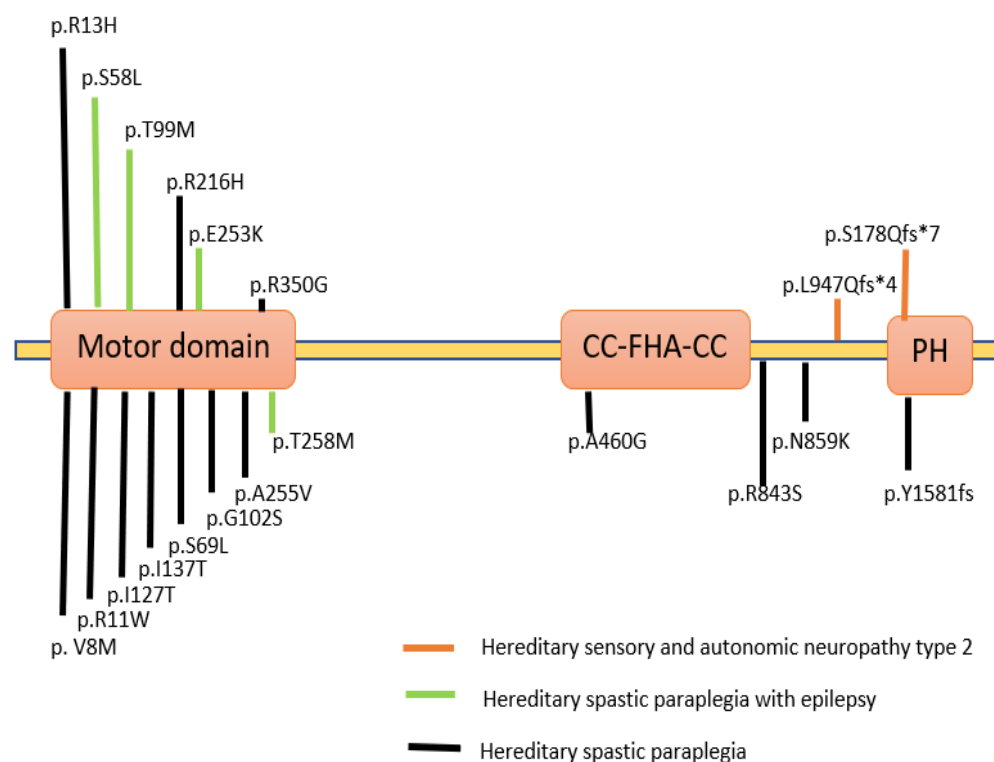 p.R13H
p.S58L
p.T99M
p.R216H
p.E253K
p.S178Qfs*7
p.R350G
p.L947Qfs*4
Motor domain
CC-FHA-CC
PH
p.T258M
p.A460G
p.N859K
p.A255V
p.R843S
p.Y1581fs
p.G102S
p.S69L
p.I137T
p.I127T
p.R11W
p. V8M
Hereditary sensory and autonomic neuropathy type 2
Hereditary spastic paraplegia with epilepsy
Hereditary spastic paraplegia